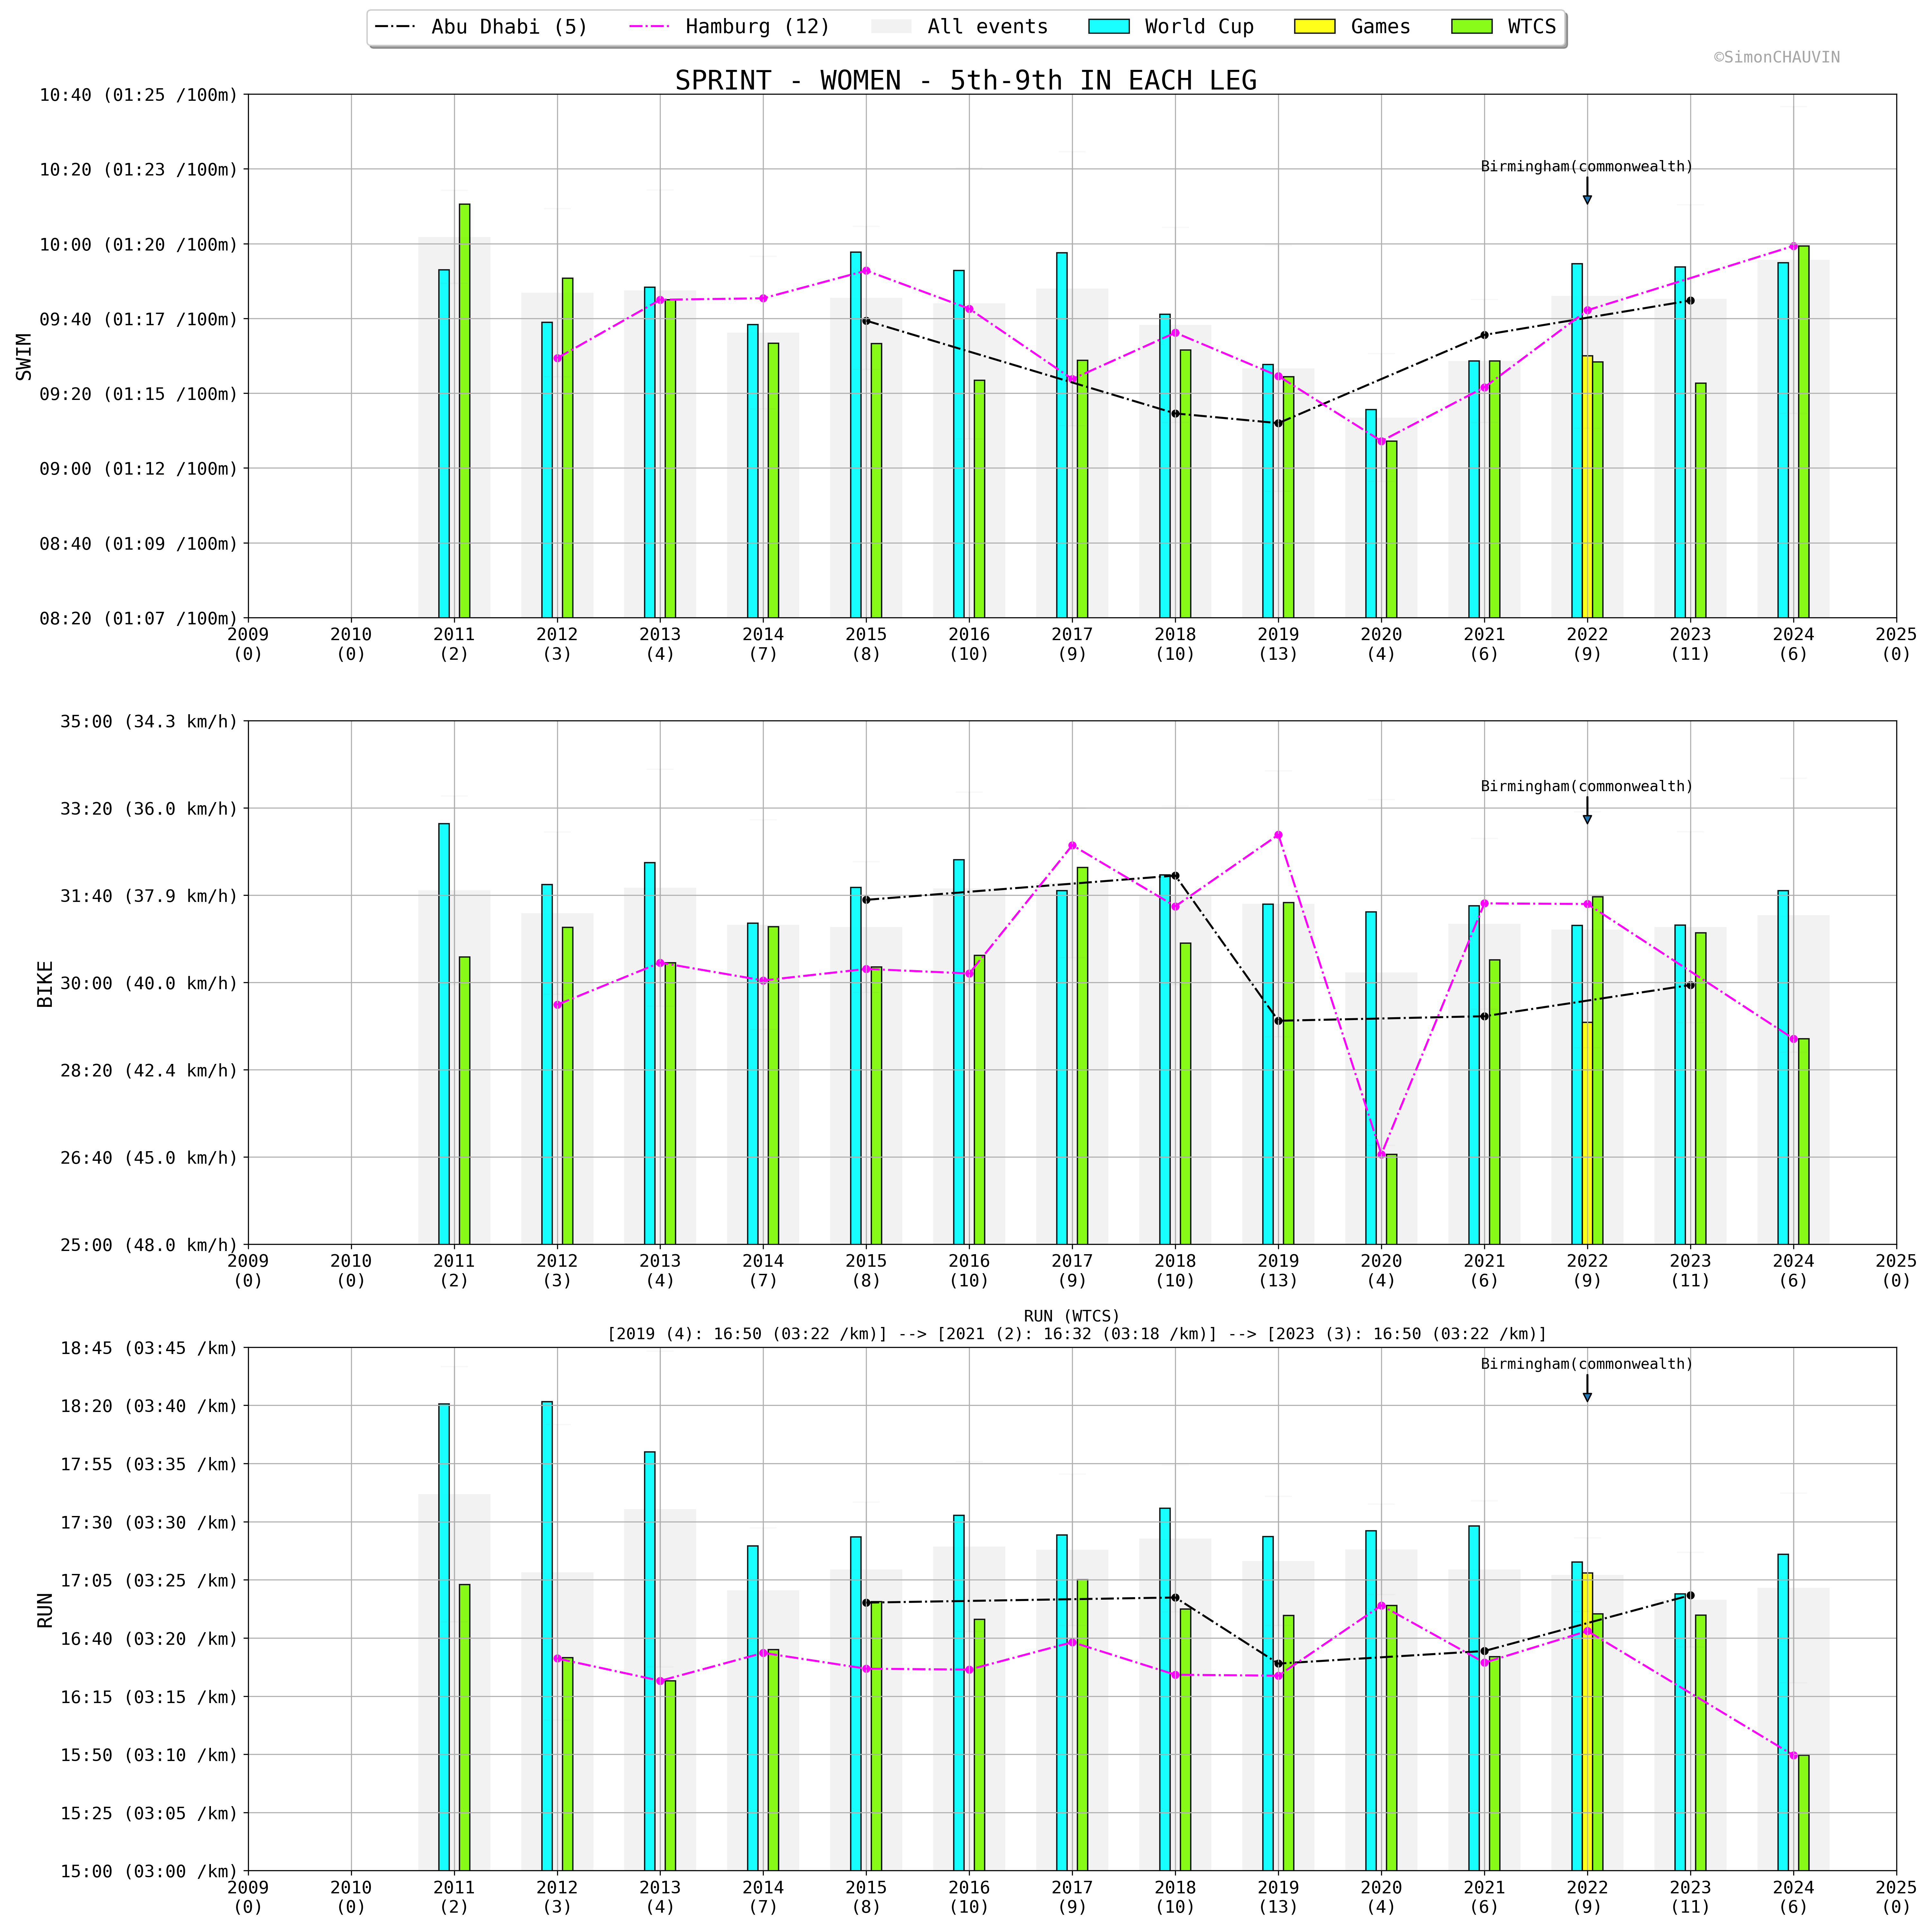 Abu Dhabi (5) Hamburg (12) All events World Cup Games WTCS
©SimonCHAUVIN
SPRINT - WOMEN - 5th-9th IN EACH LEG
SWIM
10:40 (01:25 /100m)
10:20 (01:23 /100m)
10:00 (01:20 /100m)
09:40 (01:17 /100m)
09:20 (01:15 /100m)
09:00 (01:12 /100m)
08:40 (01:09 /100m)
08:20 (01:07 /100m)
Birmingham(commonwealth)
2009 2010 2011 2012 2013 2014 2015 2016 2017 2018 2019 2020 2021 2022 2023 2024 2025
(0) (0) (2) (3) (4) (7) (8) (10) (9) (10) (13) (4) (6) (9) (11) (6) (0)
BIKE
35:00 (34.3 km/h)
33:20 (36.0 km/h)
31:40 (37.9 km/h)
30:00 (40.0 km/h)
28:20 (42.4 km/h)
26:40 (45.0 km/h)
25:00 (48.0 km/h)
Birmingham(commonwealth)
2009 2010 2011 2012 2013 2014 2015 2016 2017 2018 2019 2020 2021 2022 2023 2024 2025
(0) (0) (2) (3) (4) (7) (8) (10) (9) (10) (13) (4) (6) (9) (11) (6) (0)
RUN (WTCS)
[2019 (4): 16:50 (03:22 /km)] --> [2021 (2): 16:32 (03:18 /km)] --> [2023 (3): 16:50 (03:22 /km)]
RUN
18:45 (03:45 /km)
18:20 (03:40 /km)
17:55 (03:35 /km)
17:30 (03:30 /km)
17:05 (03:25 /km)
16:40 (03:20 /km)
16:15 (03:15 /km)
15:50 (03:10 /km)
15:25 (03:05 /km)
15:00 (03:00 /km)
Birmingham(commonwealth)
2009 2010 2011 2012 2013 2014 2015 2016 2017 2018 2019 2020 2021 2022 2023 2024 2025
(0) (0) (2) (3) (4) (7) (8) (10) (9) (10) (13) (4) (6) (9) (11) (6) (0)